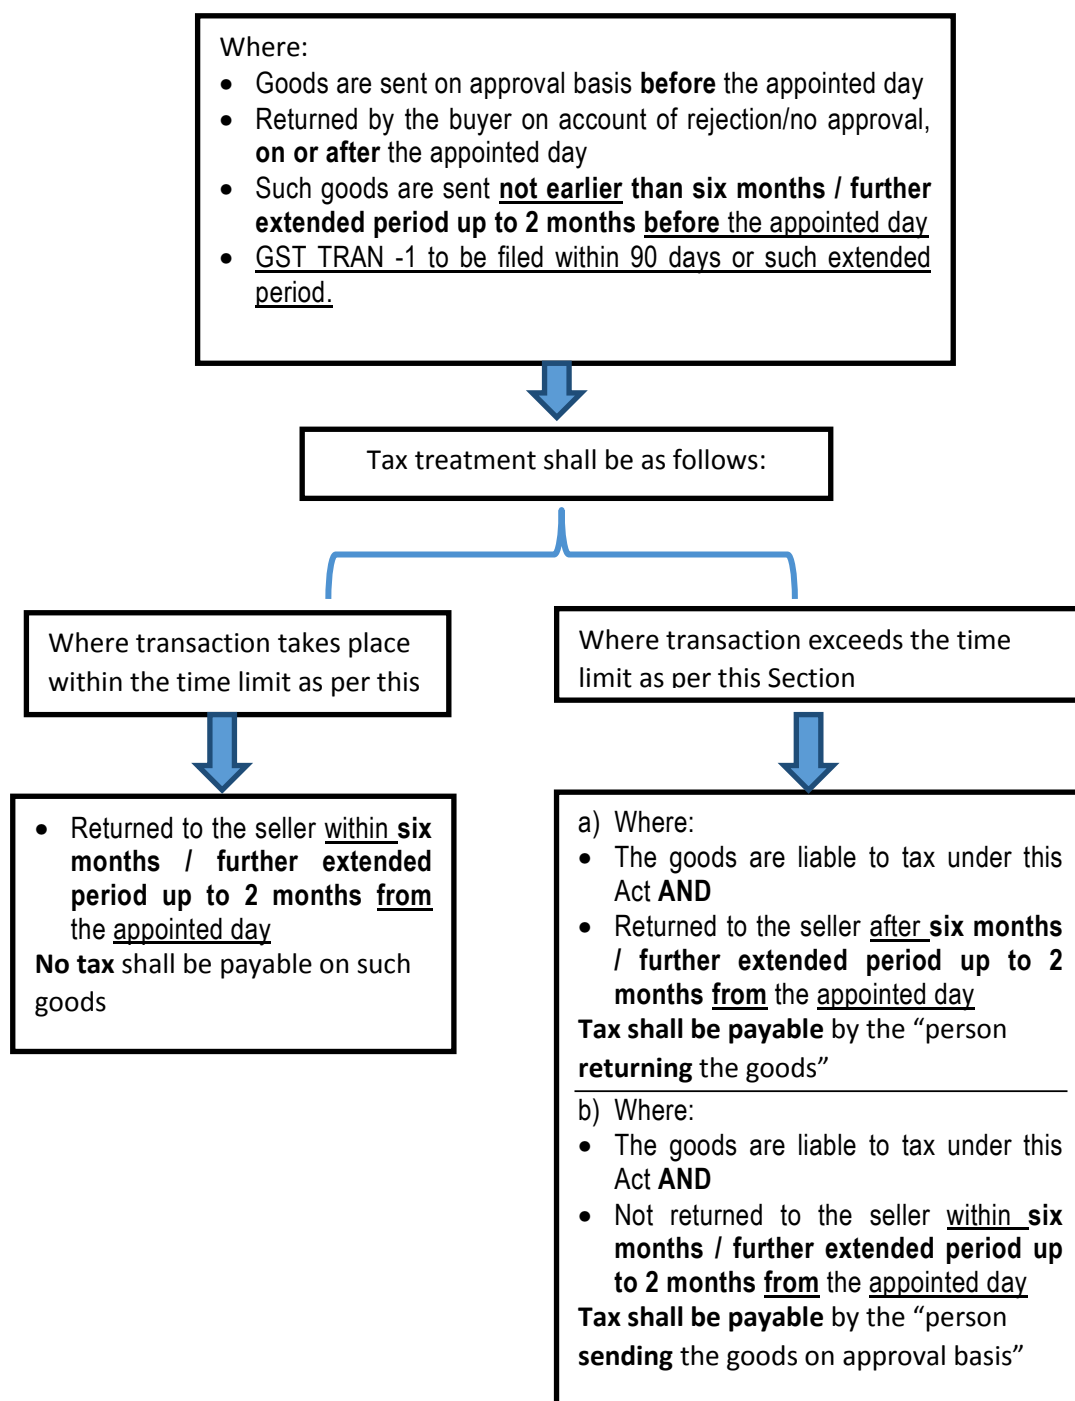 Where:
• Goods are sent on approval basis before the appointed day
• Returned by the buyer on account of rejection/no approval,
on or after the appointed day
• Such goods are sent not earlier than six months / further
extended period up to 2 months before the appointed day
• GST TRAN -1 to be filed within 90 days or such extended
period.
Tax treatment shall be as follows:
Where transaction takes place
within the time limit as per this
Where transaction exceeds the time
limit as per this Section
• Returned to the seller within six
months / further extended
period up to 2 months from
the appointed day
No tax shall be payable on such
goods
a) Where:
• The goods are liable to tax under this
Act AND
• Returned to the seller after six months
/ further extended period up to 2
months from the appointed day
Tax shall be payable by the “person
returning the goods”
b) Where:
• The goods are liable to tax under this
Act AND
• Not returned to the seller within six
months / further extended period up
to 2 months from the appointed day
Tax shall be payable by the “person
sending the goods on approval basis”